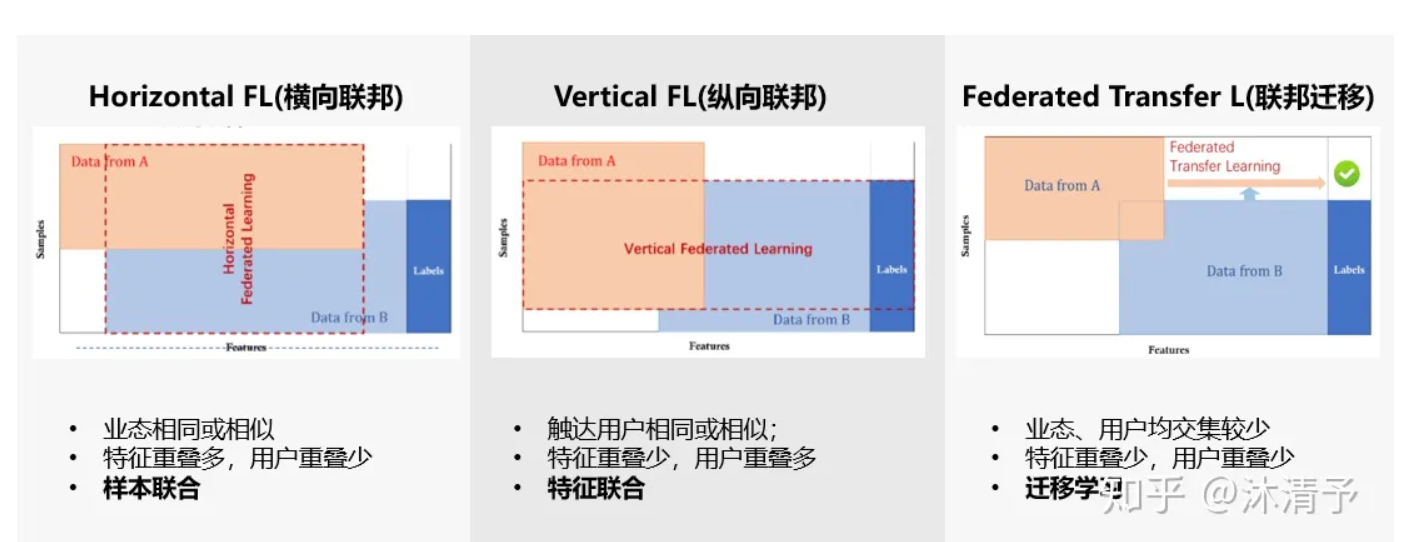 Horizontal FL(横向联邦)
Data from A
Horizontal
Federated Learning
Samples
Labels
Data from B
Features
• 业态相同或相似
• 特征重叠多，用户重叠少
• 样本联合
Vertical FL(纵向联邦)
Data from A
Samples
Vertical Federated Learning
Labels
Data from B
Features
• 触达用户相同或相似；
• 特征重叠少，用户重叠多
• 特征联合
Federated Transfer L(联邦迁移)
Federated
Transfer Learning
Data from A
Samples
Data from B
Labels
Features
• 业态、用户均交集较少
• 特征重叠少，用户重叠少
• 迁移学习
知乎 @沐清予